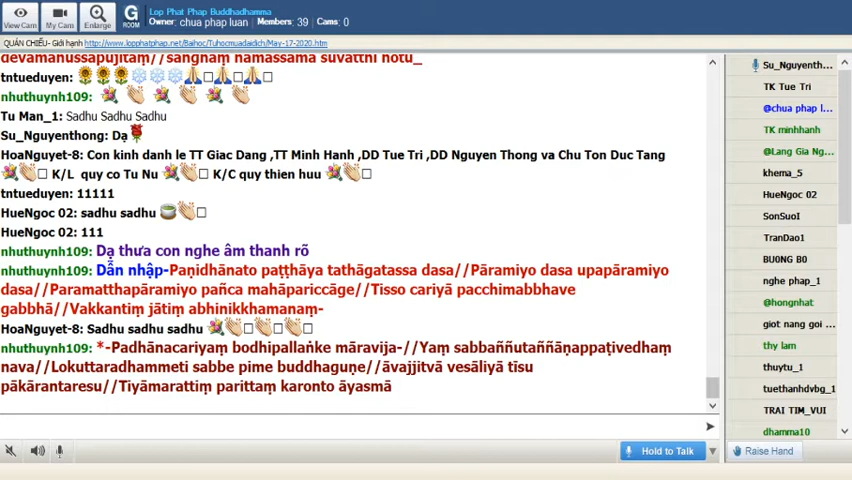 Lop Phat Phap Buddhadhamma
Owner: chua phap luan Members: 39 Cams: 0
View Cam
My Cam
Enlarge
G ROOM
QUÁN CHIẾU- Giới hạnh http://www.lopphatphap.net/Baihoc/Tuhocmuadaidich/May-17-2020.htm
devamanussapujitaṃ//saṅghaṃ namassāma suvatthi hotu_
tntueduyen:
nhuthuynh109:
Tu Man_1: Sadhu Sadhu Sadhu
Su_Nguyenthong: Dạ
HoaNguyet-8: Con kinh danh le TT Giac Dang ,TT Minh Hanh ,DD Tue Tri ,DD Nguyen Thong va Chu Ton Duc Tang
K/L quy co Tu Nu K/C quy thien huu
tntueduyen: 11111
HueNgoc 02: sadhu sadhu
HueNgoc 02: 111
nhuthuynh109: Dạ thưa con nghe âm thanh rõ
nhuthuynh109: Dẫn nhập-Paṇidhānato paṭṭhāya tathāgatassa dasa//Pāramiyo dasa upapāramiyo
dasa//Paramatthapāramiyo pañca mahāpariccāge//Tisso cariyā pacchimabbhave
gabbhā//Vakkantiṃ jātiṃ abhinikkhamanaṃ-
HoaNguyet-8: Sadhu sadhu sadhu
nhuthuynh109: *-Padhānacariyaṃ bodhipallaṅke māravija-//Yaṃ sabbaññutaññāṇappaṭivedhaṃ
nava//Lokuttaradhammeti sabbe pime buddhaguṇe//āvajjitvā vesāliyā tīsu
pākārantaresu//Tiyāmarattiṃ parittaṃ karonto āyasmā
Hold to Talk
Su_Nguyenth...
TK Tue Tri
@chua phap l...
TK minhhanh
@Lang Gia Ng...
khema_5
HueNgoc 02
SonSuoI
TranDao1
BU0NG B0
nghe phap_1
@hongnhat
giot nang goi ...
thy lam
thuytu_1
tuethanhdvbg_1
TRAI TIM_VUI
dhamma10
Raise Hand